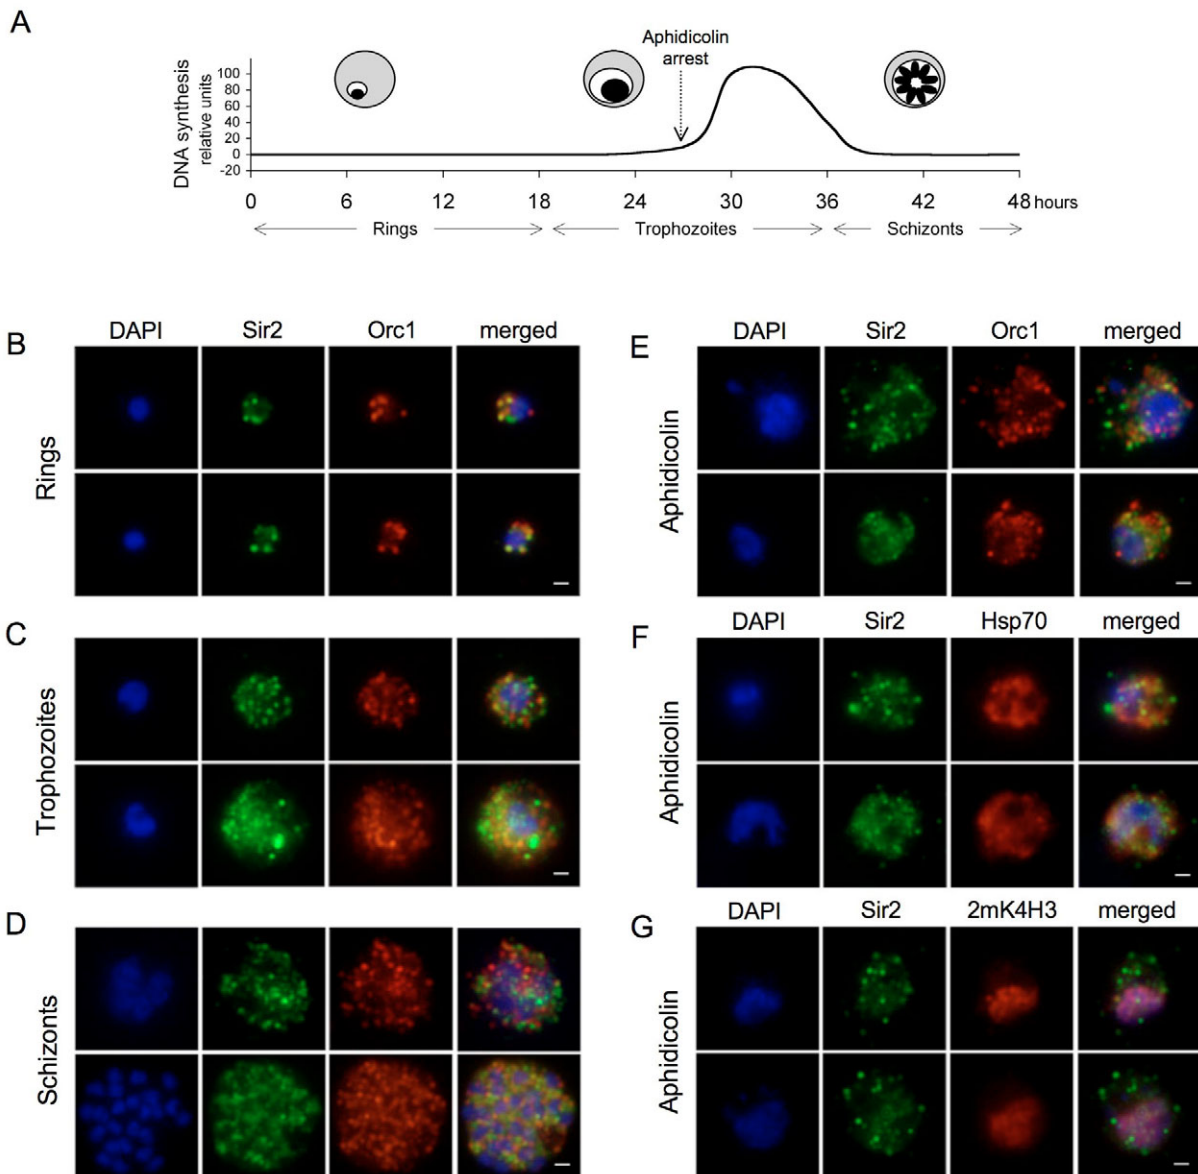 A
Aphidicolin
arrest
DNA synthesis
relative units
100
80
60
40
20
0
-20
0 6 12 18 24 30 36 42 48 hours
Rings Trophozoites Schizonts
B
DAPI Sir2 Orc1 merged
Rings
C
Trophozoites
D
Schizonts
E
DAPI Sir2 Orc1 merged
Aphidicolin
F
DAPI Sir2 Hsp70 merged
Aphidicolin
G
DAPI Sir2 2mK4H3 merged
Aphidicolin